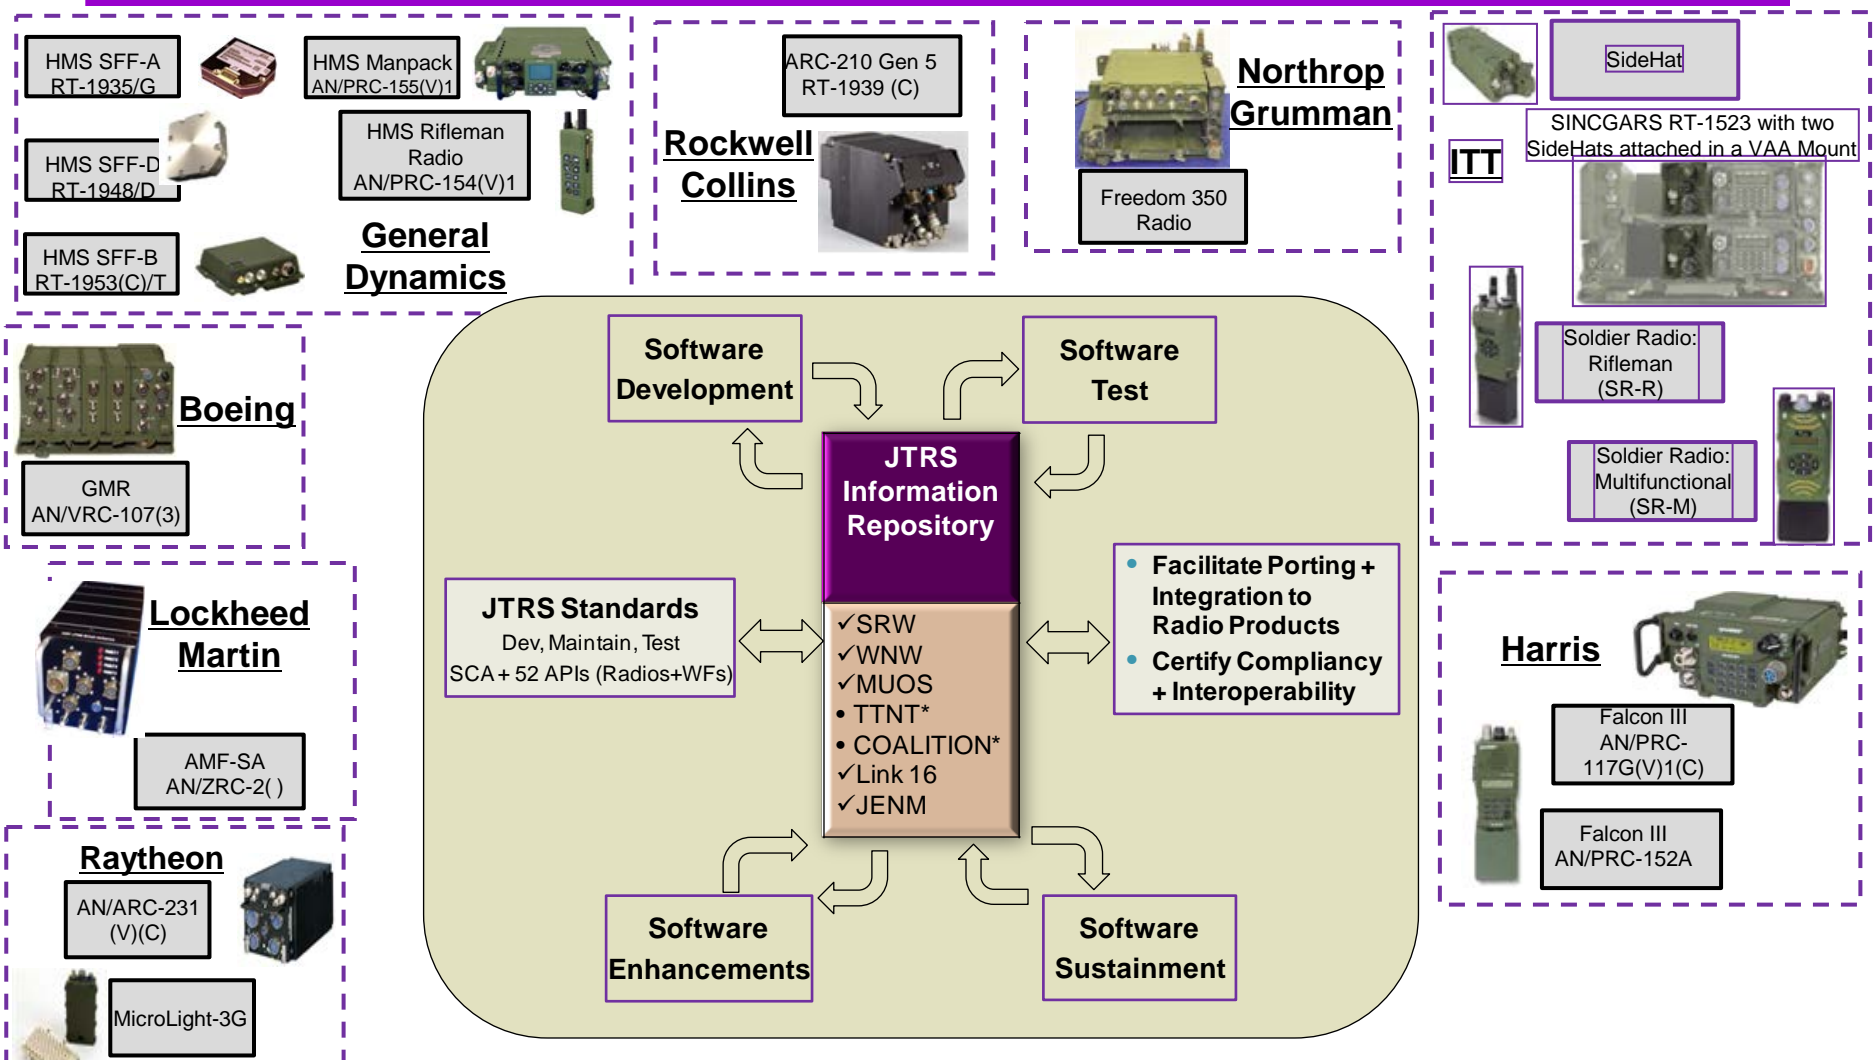 HMS SFF-A
RT-1935/G
HMS Manpack
AN/PRC-155(V)1
HMS SFF-D
RT-1948/D
HMS Rifleman
Radio
AN/PRC-154(V)1
HMS SFF-B
RT-1953(C)/T
General
Dynamics
ARC-210 Gen 5
RT-1939 (C)
Rockwell
Collins
Northrop
Grumman
Freedom 350
Radio
SideHat
SINCGARS RT-1523 with two
SideHats attached in a VAA Mount
ITT
Soldier Radio:
Rifleman
(SR-R)
Soldier Radio:
Multifunctional
(SR-M)
Boeing
GMR
AN/VRC-107(3)
Lockheed
Martin
AMF-SA
AN/ZRC-2( )
Raytheon
AN/ARC-231
(V)(C)
MicroLight-3G
Software
Development
Software
Test
JTRS
Information
Repository
JTRS Standards
Dev, Maintain, Test
SCA + 52 APIs (Radios+WFs)
✓SRW
✓WNW
✓MUOS
• TTNT*
• COALITION*
✓Link 16
✓JENM
• Facilitate Porting +
Integration to
Radio Products
• Certify Compliancy
+ Interoperability
Software
Enhancements
Software
Sustainment
Harris
Falcon III
AN/PRC-
117G(V)1(C)
Falcon III
AN/PRC-152A